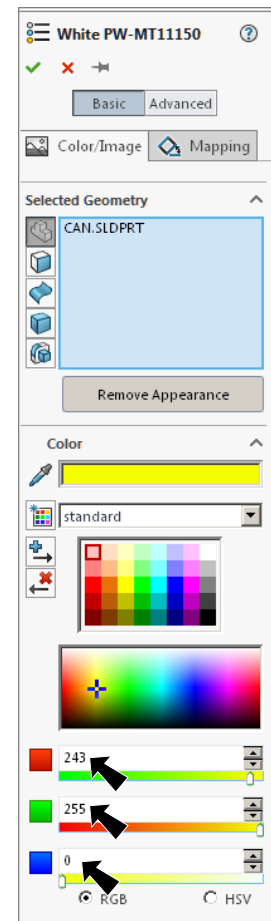 White PW-MT11150
Basic Advanced
Color/Image Mapping
Selected Geometry
CAN.SLDPRT
Remove Appearance
Color
standard
243
255
0
RGB HSV